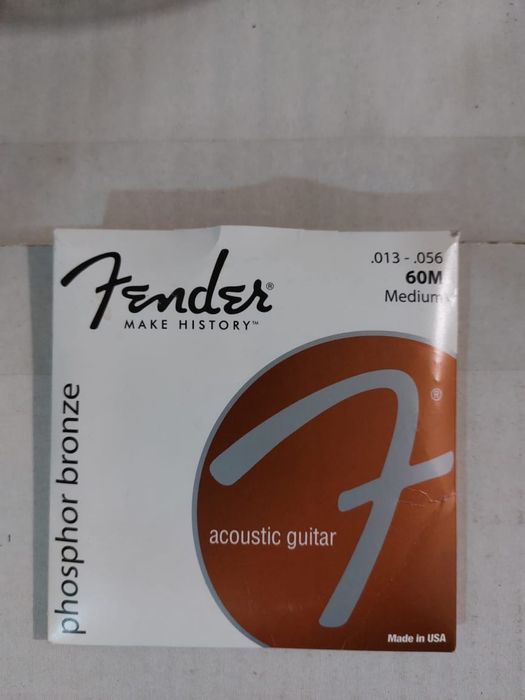 Fender®
MAKE HISTORY™
.013 - .056
60M
Medium
phosphor bronze
®
acoustic guitar
Made in USA